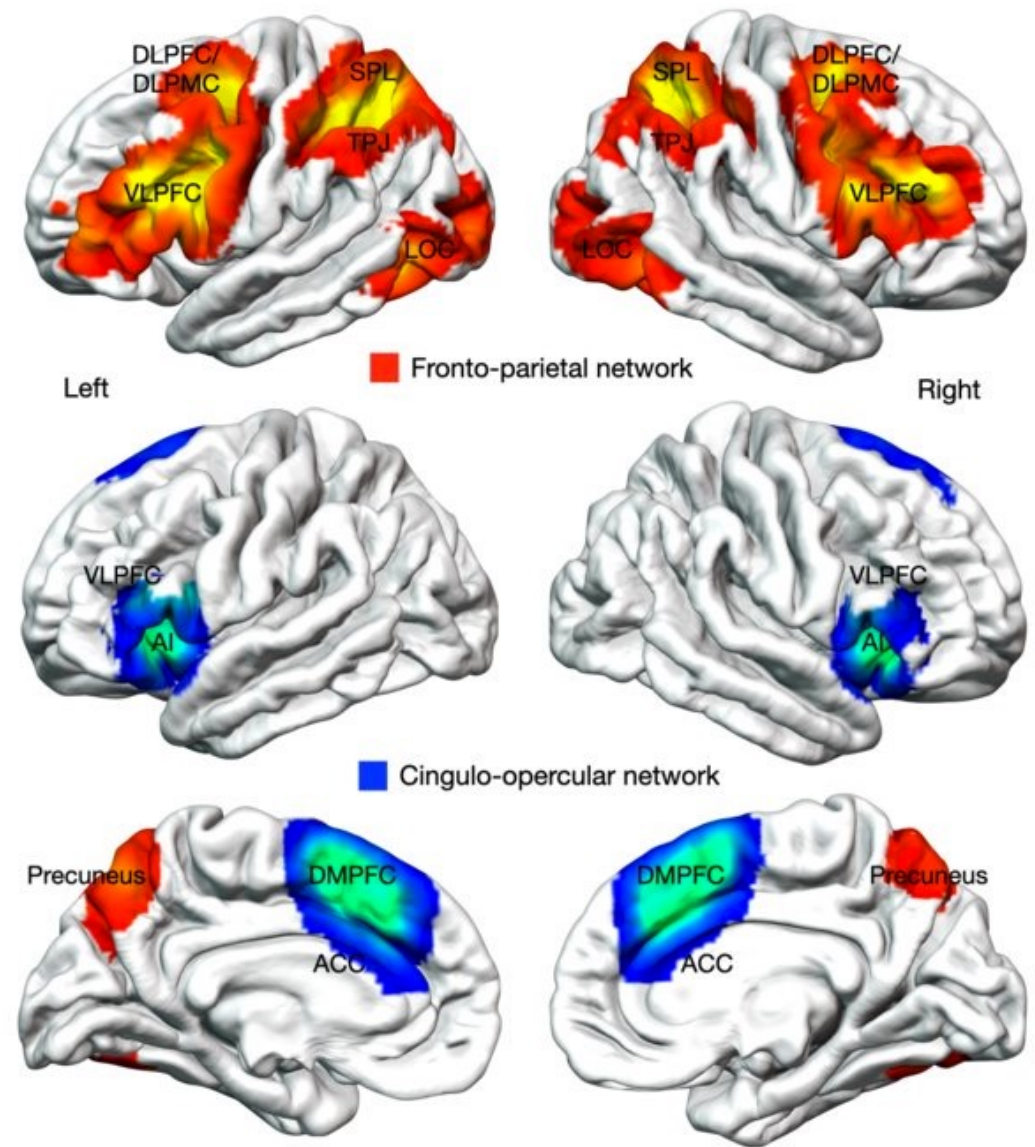 DLPFC/
DLPMC
SPL
TPJ
VLPFC
LOC
SPL
DLPFC/
DLPMC
TPJ
VLPFC
LOC
Fronto-parietal network
Left
Right
VLPFC
AI
VLPFC
AI
Cingulo-opercular network
Precuneus
DMPFC
ACC
DMPFC
Precuneus
ACC